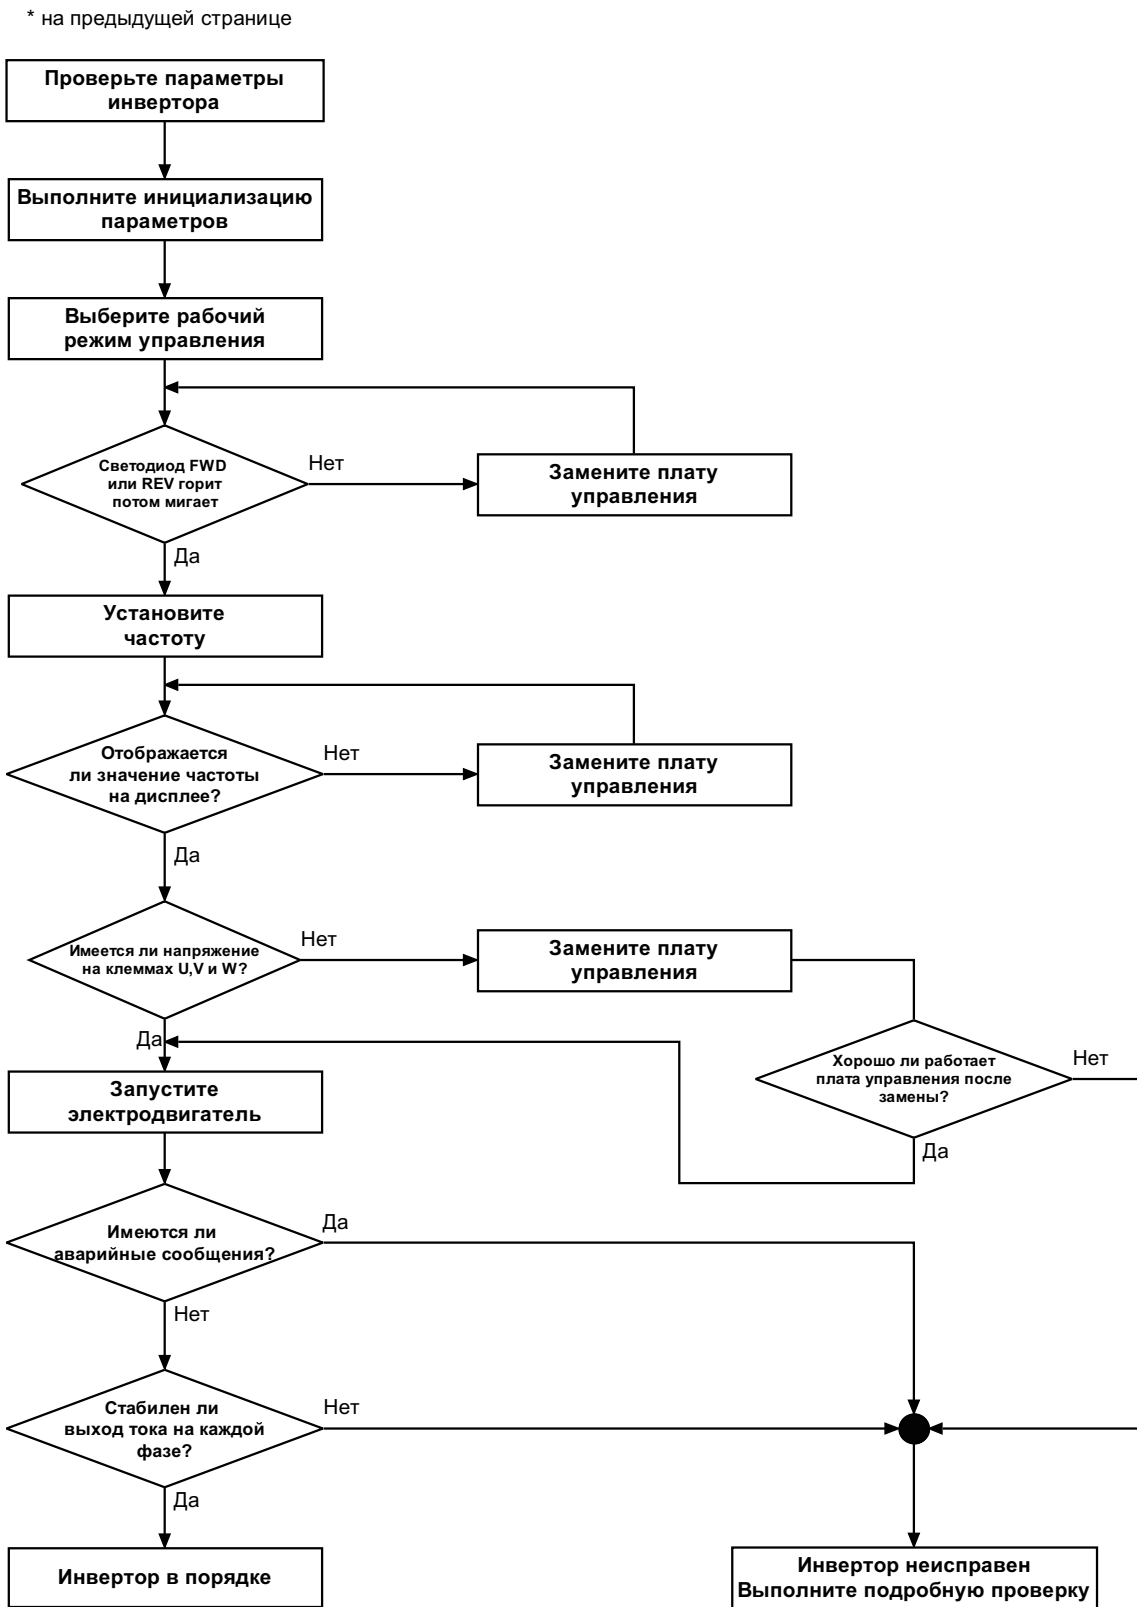 * на предыдущей странице
Проверьте параметры
инвертора
Выполните инициализацию
параметров
Выберите рабочий
режим управления
Светодиод FWD
или REV горит
потом мигает
Нет
Замените плату
управления
Да
Установите
частоту
Отображается
ли значение частоты
на дисплее?
Нет
Замените плату
управления
Да
Имеется ли напряжение
на клеммах U,V и W?
Нет
Замените плату
управления
Да
Хорошо ли работает
плата управления после
замены?
Нет
Да
Запустите
электродвигатель
Имеются ли
аварийные сообщения?
Да
Нет
Стабилен ли
выход тока на каждой
фазе?
Нет
Да
Инвертор в порядке
Инвертор неисправен
Выполните подробную проверку